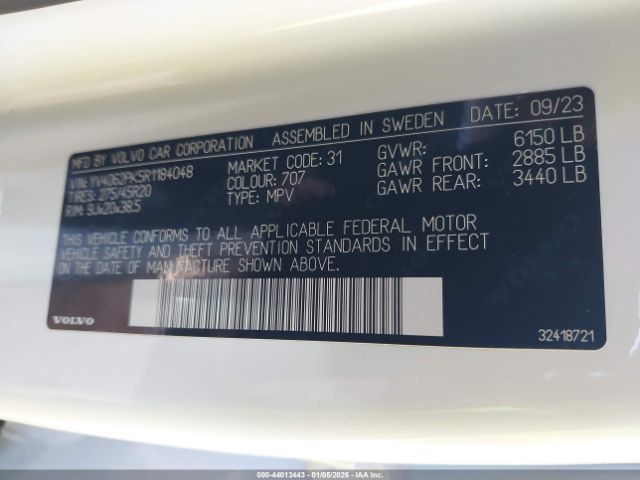 MFD BY VOLVO CAR CORPORATION ASSEMBLED IN SWEDEN DATE: 09/23
VIN: YV4062PK5R1184048 MARKET CODE: 31 GVWR: 6150 LB
TIRES: 275/45R20 COLOUR: 707 GAWR FRONT: 2885 LB
RIM: 9Jx20x38.5 TYPE: MPV GAWR REAR: 3440 LB
THIS VEHICLE CONFORMS TO ALL APPLICABLE FEDERAL MOTOR
VEHICLE SAFETY AND THEFT PREVENTION STANDARDS IN EFFECT
ON THE DATE OF MANUFACTURE SHOWN ABOVE.
VOLVO 32418721
000-44013443 | 01/05/2026 | © IAA Holdings, LLC